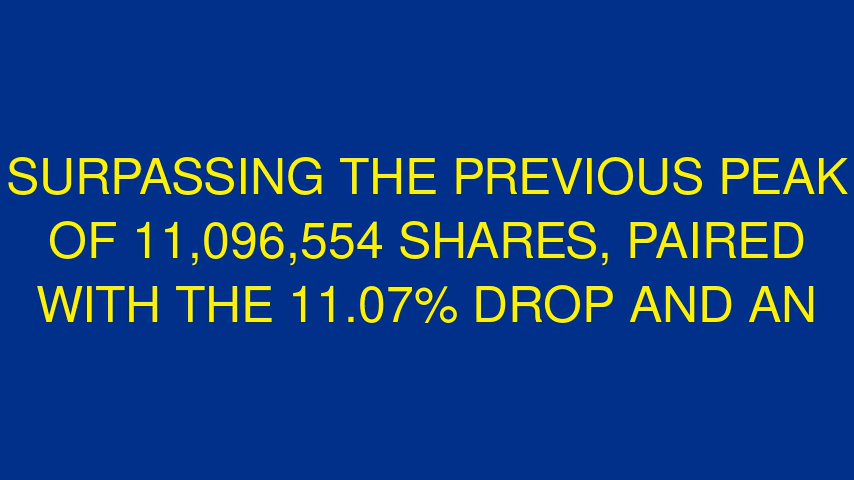 SURPASSING THE PREVIOUS PEAK
OF 11,096,554 SHARES, PAIRED
WITH THE 11.07% DROP AND AN